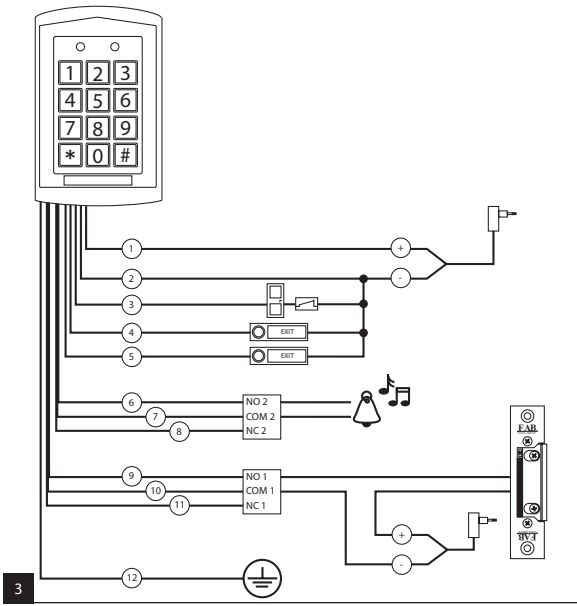 1 2 3
4 5 6
7 8 9
* 0 #
1 +
2 -
3
4 EXIT
5 EXIT
6 NO 2
7 COM 2
8 NC 2
FAB
9 NO 1
10 COM 1
11 NC 1
+
-
FAB
12
3